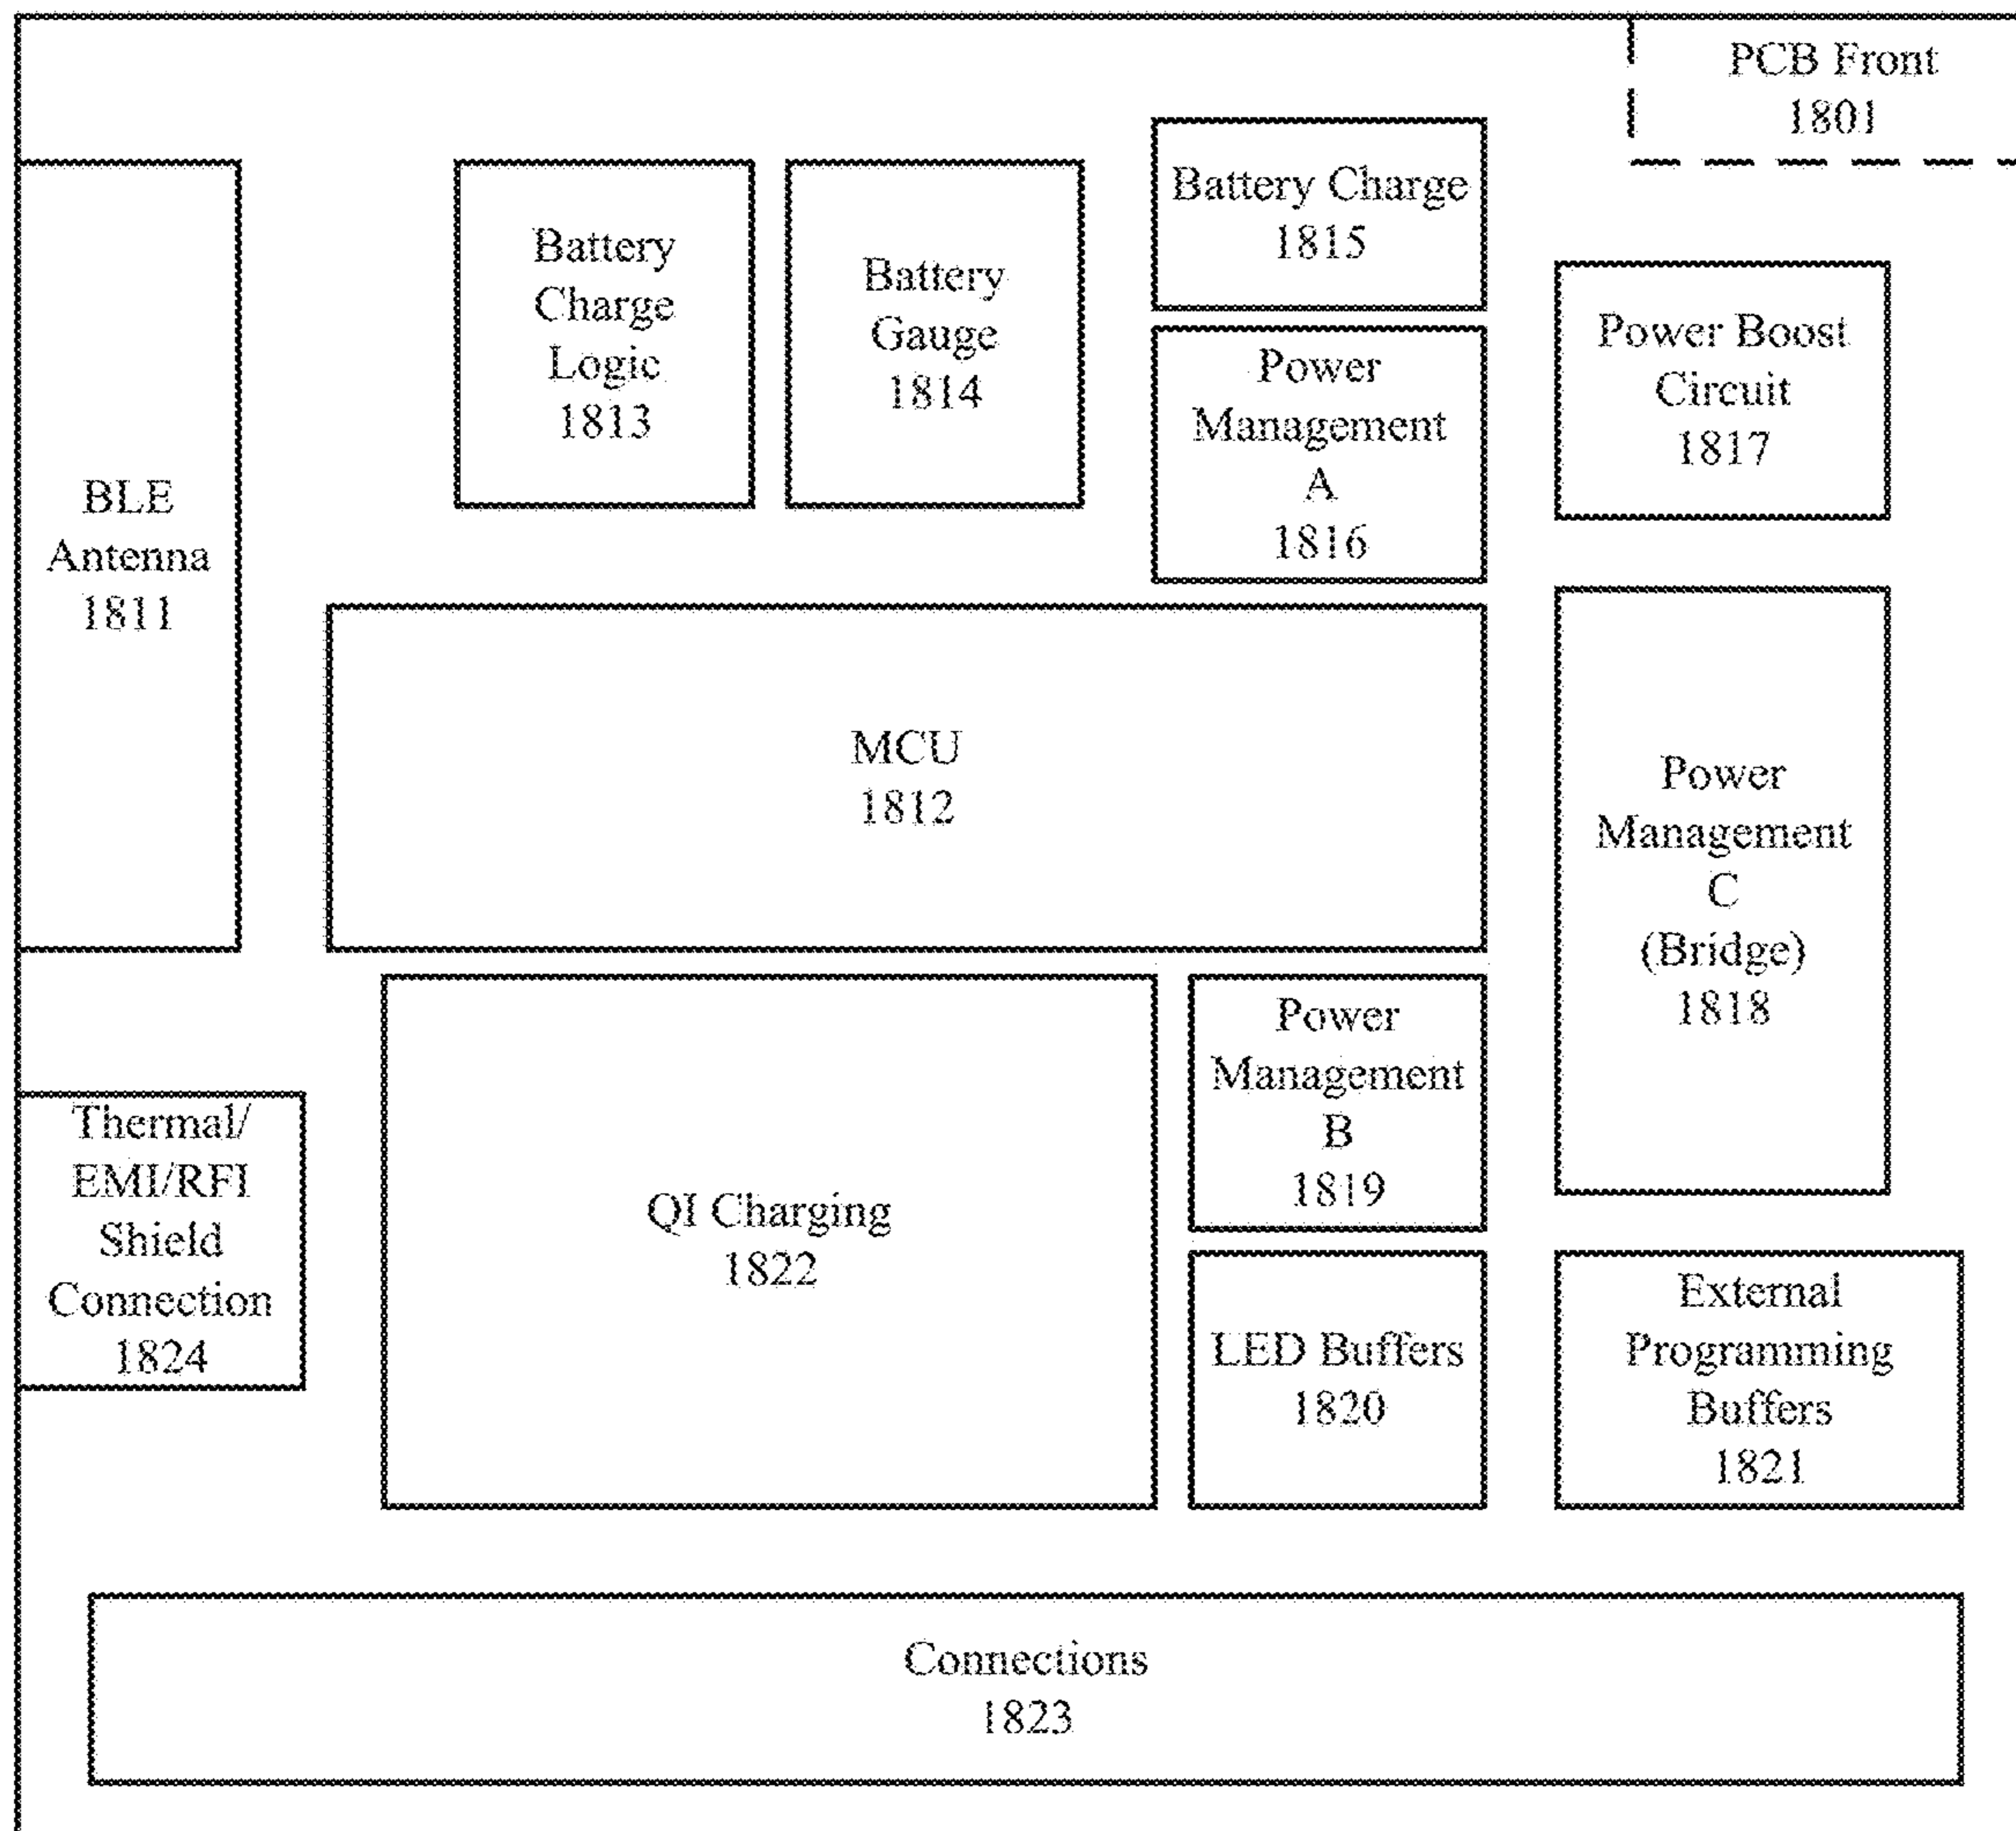 PCB Front
1801
Battery Charge
1815
Battery
Charge
Logic
1813
Battery
Gauge
1814
Power
Management
A
1816
Power Boost
Circuit
1817
BLE
Antenna
1811
MCU
1812
Power
Management
C
(Bridge)
1818
Power
Management
B
1819
Thermal/
EMI/RFI
Shield
Connection
1824
QI Charging
1822
LED Buffers
1820
External
Programming
Buffers
1821
Connections
1823